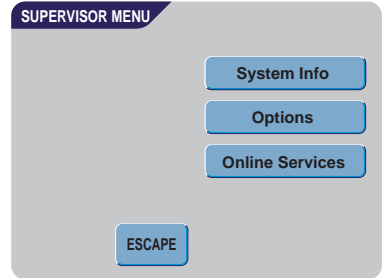 SUPERVISOR MENU
System Info
Options
Online Services
ESCAPE